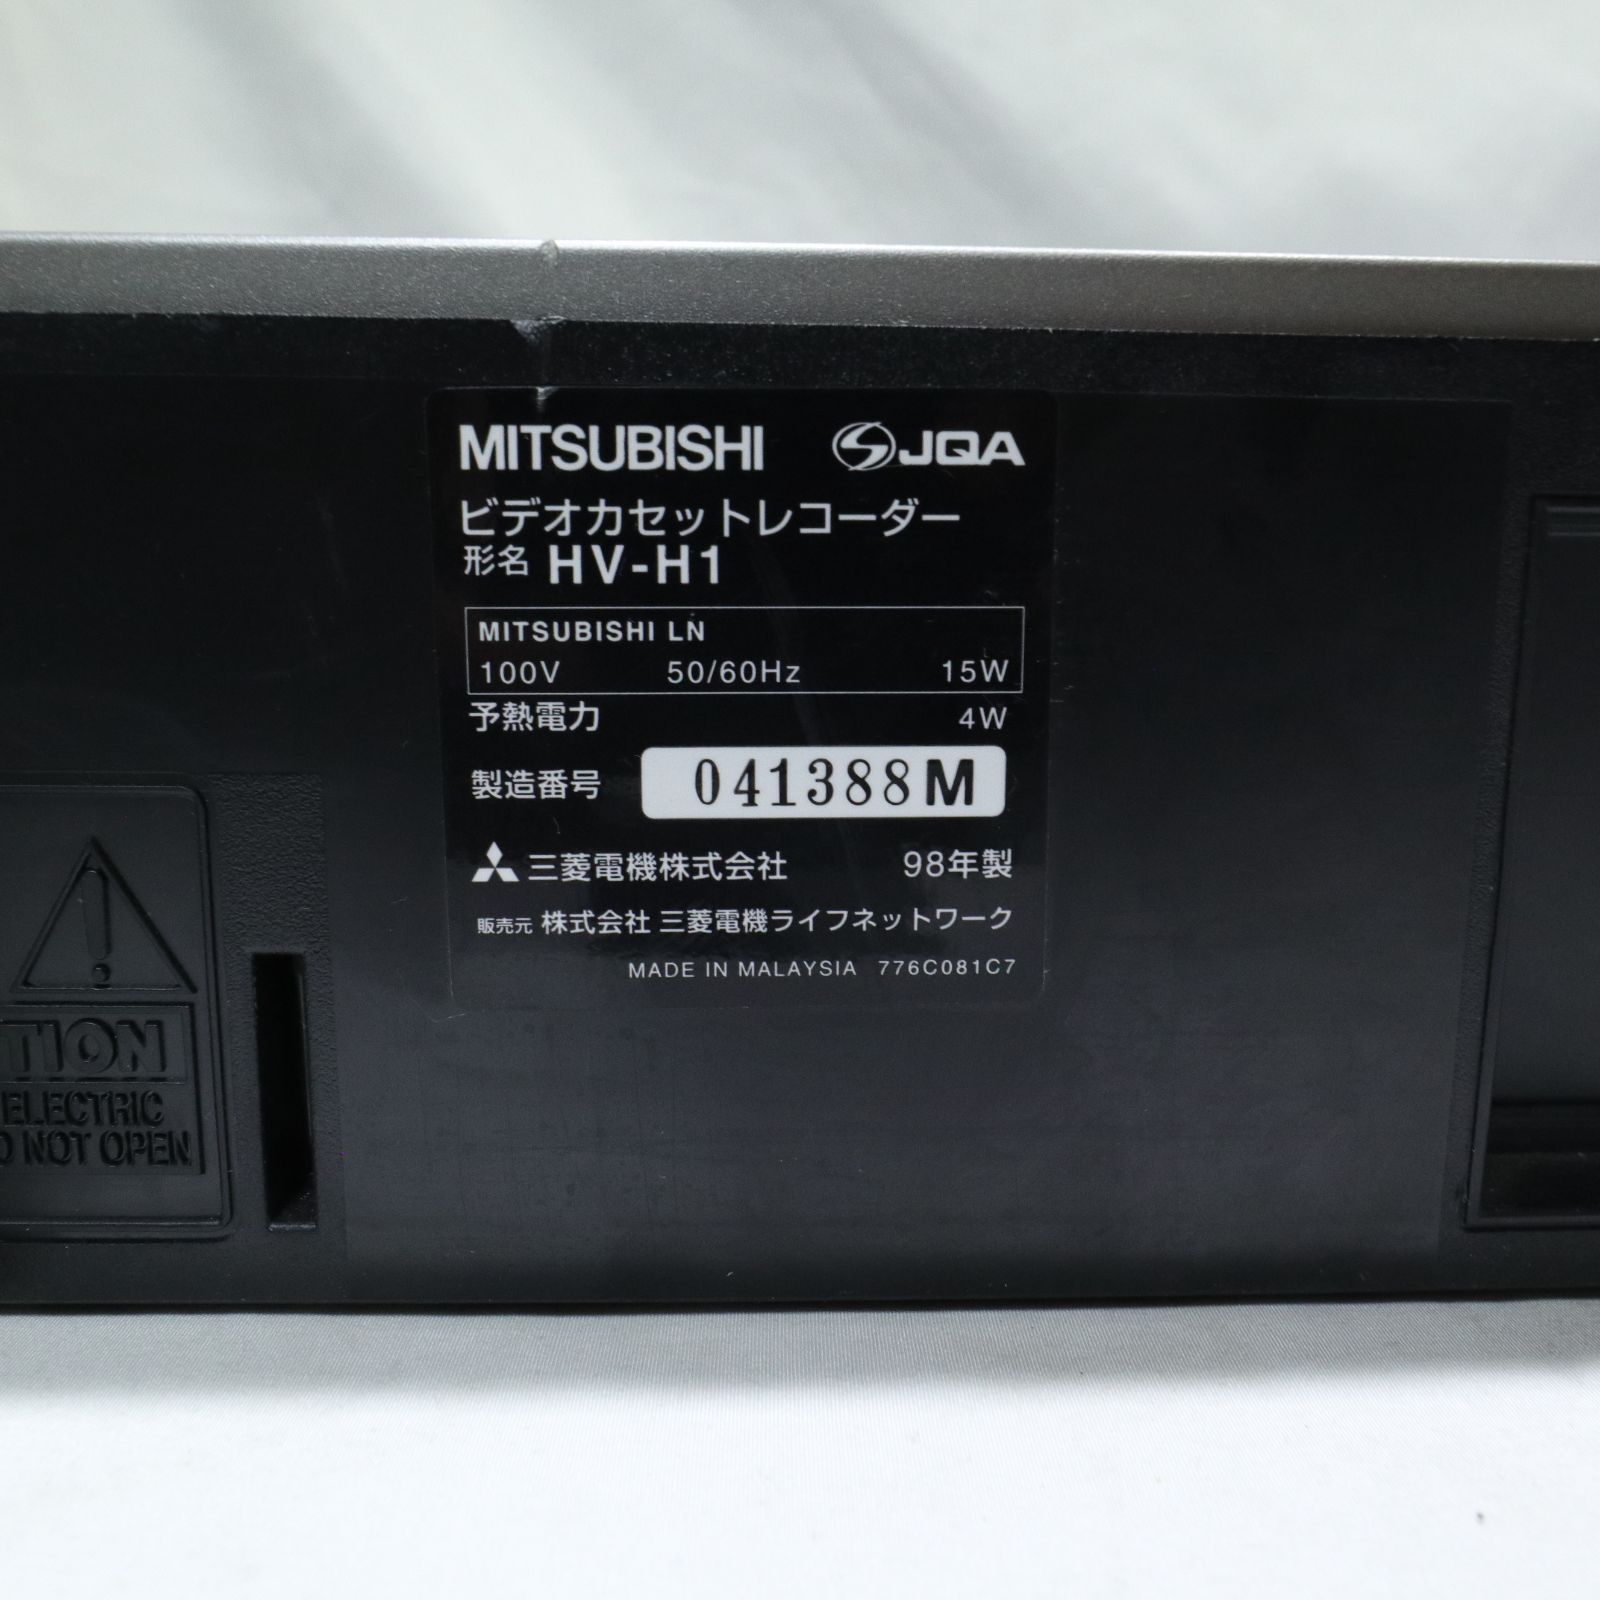 MITSUBISHI JQA
ビデオカセットレコーダー
形名 HV-H1
MITSUBISHI LN
100V 50/60Hz 15W
予熱電力 4W
製造番号 041388M
三菱電機株式会社 98年製
販売元 株式会社 三菱電機ライフネットワーク
MADE IN MALAYSIA 776C081C7
TION
ELECTRIC
NOT OPEN